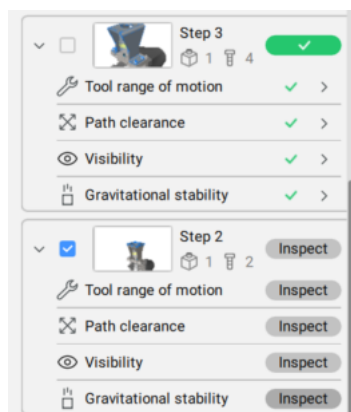 Step 3
1 4
Tool range of motion
Path clearance
Visibility
Gravitational stability
Step 2
Inspect
1 2
Tool range of motion Inspect
Path clearance Inspect
Visibility Inspect
Gravitational stability Inspect